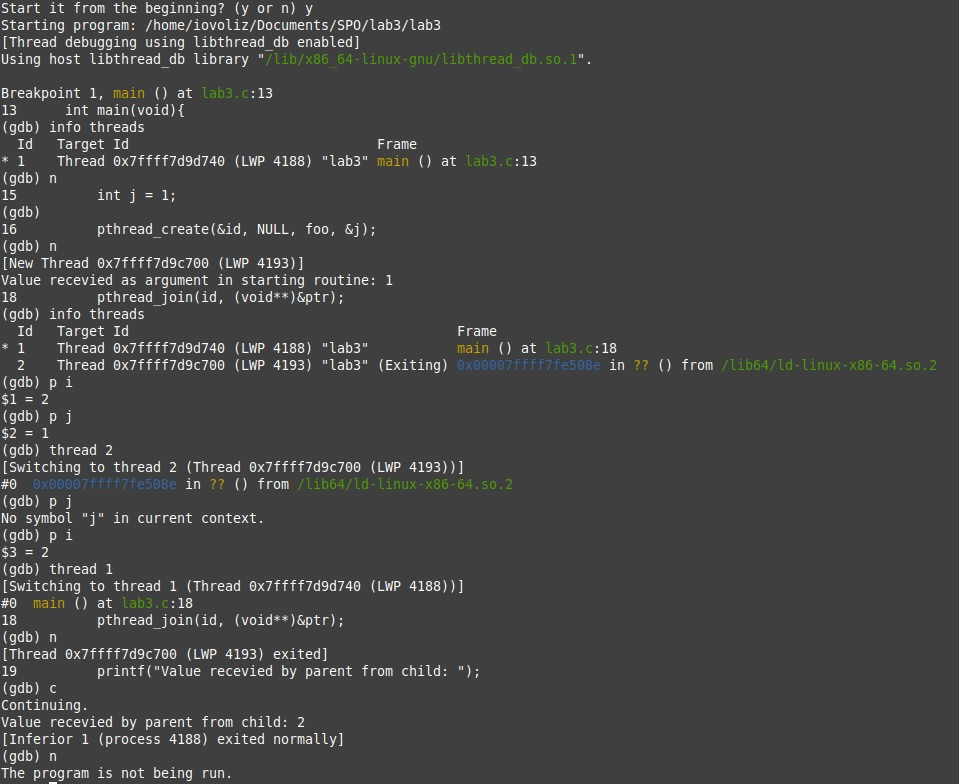 Start it from the beginning? (y or n) y
Starting program: /home/iovoliz/Documents/SPO/lab3/lab3
[Thread debugging using libthread_db enabled]
Using host libthread_db library "/lib/x86_64-linux-gnu/libthread_db.so.1".
Breakpoint 1, main () at lab3.c:13
13      int main(void){
(gdb) info threads
  Id   Target Id                               Frame
* 1    Thread 0x7ffff7d9d740 (LWP 4188) "lab3" main () at lab3.c:13
(gdb) n
15          int j = 1;
(gdb)
16          pthread_create(&id, NULL, foo, &j);
(gdb) n
[New Thread 0x7ffff7d9c700 (LWP 4193)]
Value recevied as argument in starting routine: 1
18          pthread_join(id, (void**)&ptr);
(gdb) info threads
  Id   Target Id                                         Frame
* 1    Thread 0x7ffff7d9d740 (LWP 4188) "lab3"           main () at lab3.c:18
  2    Thread 0x7ffff7d9c700 (LWP 4193) "lab3" (Exiting) 0x00007ffff7fe508e in ?? () from /lib64/ld-linux-x86-64.so.2
(gdb) p i
$1 = 2
(gdb) p j
$2 = 1
(gdb) thread 2
[Switching to thread 2 (Thread 0x7ffff7d9c700 (LWP 4193))]
#0  0x00007ffff7fe508e in ?? () from /lib64/ld-linux-x86-64.so.2
(gdb) p j
No symbol "j" in current context.
(gdb) p i
$3 = 2
(gdb) thread 1
[Switching to thread 1 (Thread 0x7ffff7d9d740 (LWP 4188))]
#0  main () at lab3.c:18
18          pthread_join(id, (void**)&ptr);
(gdb) n
[Thread 0x7ffff7d9c700 (LWP 4193) exited]
19          printf("Value recevied by parent from child: ");
(gdb) c
Continuing.
Value recevied by parent from child: 2
[Inferior 1 (process 4188) exited normally]
(gdb) n
The program is not being run.